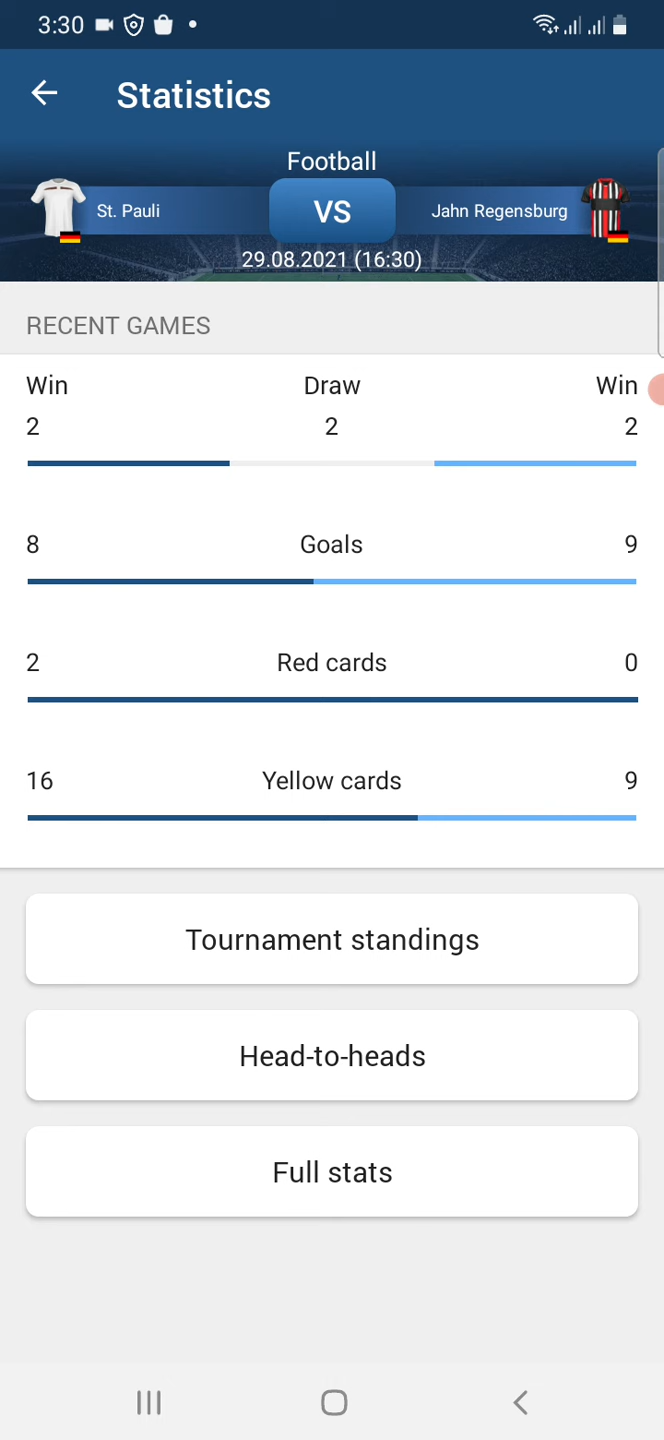 3:30
Statistics
Football
St. Pauli VS Jahn Regensburg
29.08.2021 (16:30)
RECENT GAMES
Win Draw Win
2 2 2
8 Goals 9
2 Red cards 0
16 Yellow cards 9
Tournament standings
Head-to-heads
Full stats